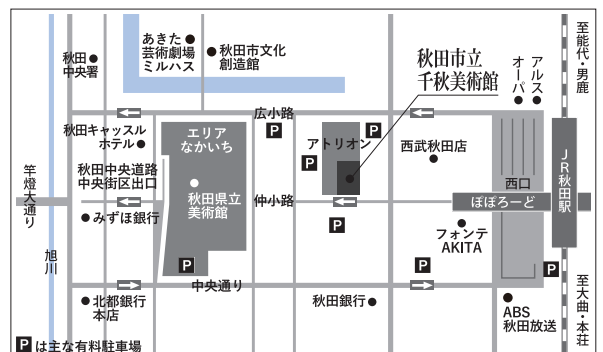 あきた
芸術劇場
ミルハス
秋田市文化
創造館
秋田
中央署
秋田市立
千秋美術館
オーパ
アルス
至能代・男鹿
広小路
P
P
P
秋田キャッスル
ホテル
エリア
なかいち
アトリオン
西武秋田店
秋田中央道路
中央街区出口
竿燈大通り
秋田県立
美術館
仲小路
西口
ぽぽろーど
JR秋田駅
みずほ銀行
P
フォンテ
AKITA
旭川
P
P
P
中央通り
北都銀行
本店
秋田銀行
ABS
秋田放送
至大曲・本荘
Pは主な有料駐車場